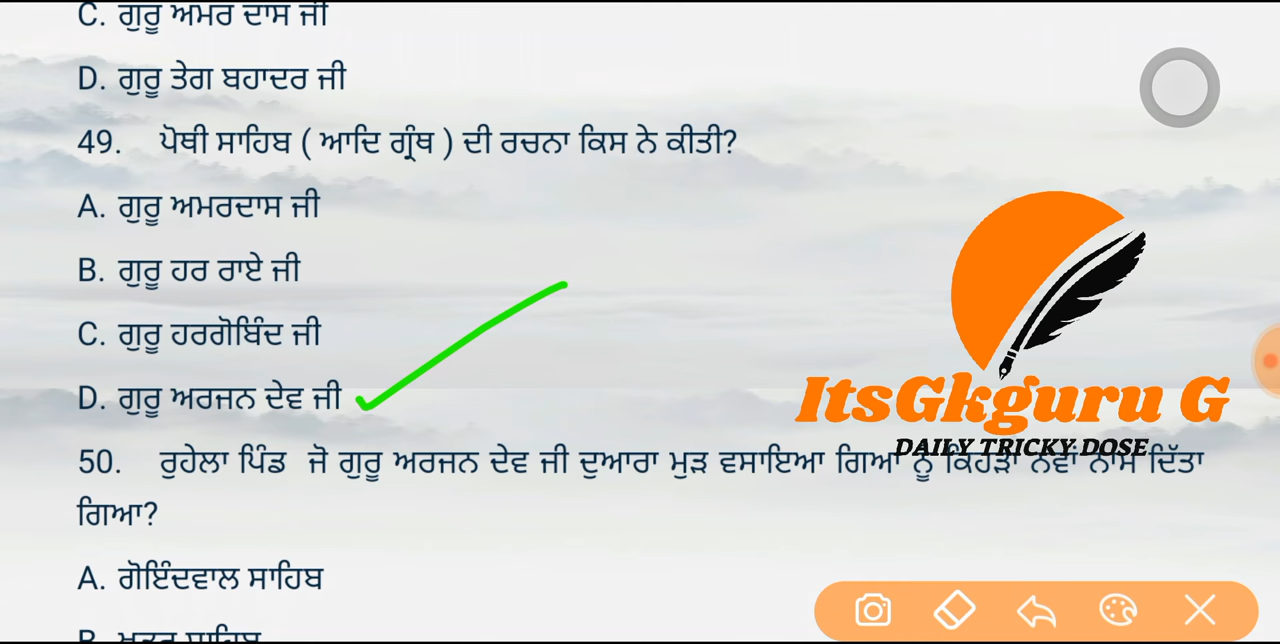 C. ਗੁਰੂ ਅਮਰ ਦਾਸ ਜੀ
D. ਗੁਰੂ ਤੇਗ ਬਹਾਦਰ ਜੀ
49. ਪੋਥੀ ਸਾਹਿਬ ( ਆਦਿ ਗ੍ਰੰਥ ) ਦੀ ਰਚਨਾ ਕਿਸ ਨੇ ਕੀਤੀ?
A. ਗੁਰੂ ਅਮਰਦਾਸ ਜੀ
B. ਗੁਰੂ ਹਰ ਰਾਏ ਜੀ
C. ਗੁਰੂ ਹਰਗੋਬਿੰਦ ਜੀ
D. ਗੁਰੂ ਅਰਜਨ ਦੇਵ ਜੀ
ItsGkguru G
DAILY TRICKY DOSE
50. ਰੁਹੇਲਾ ਪਿੰਡ ਜੋ ਗੁਰੂ ਅਰਜਨ ਦੇਵ ਜੀ ਦੁਆਰਾ ਮੁੜ ਵਸਾਇਆ ਗਿਆ ਨੂੰ ਕਿਹੜਾ ਨਵਾਂ ਨਾਮ ਦਿੱਤਾ
ਗਿਆ?
A. ਗੋਇੰਦਵਾਲ ਸਾਹਿਬ
B.